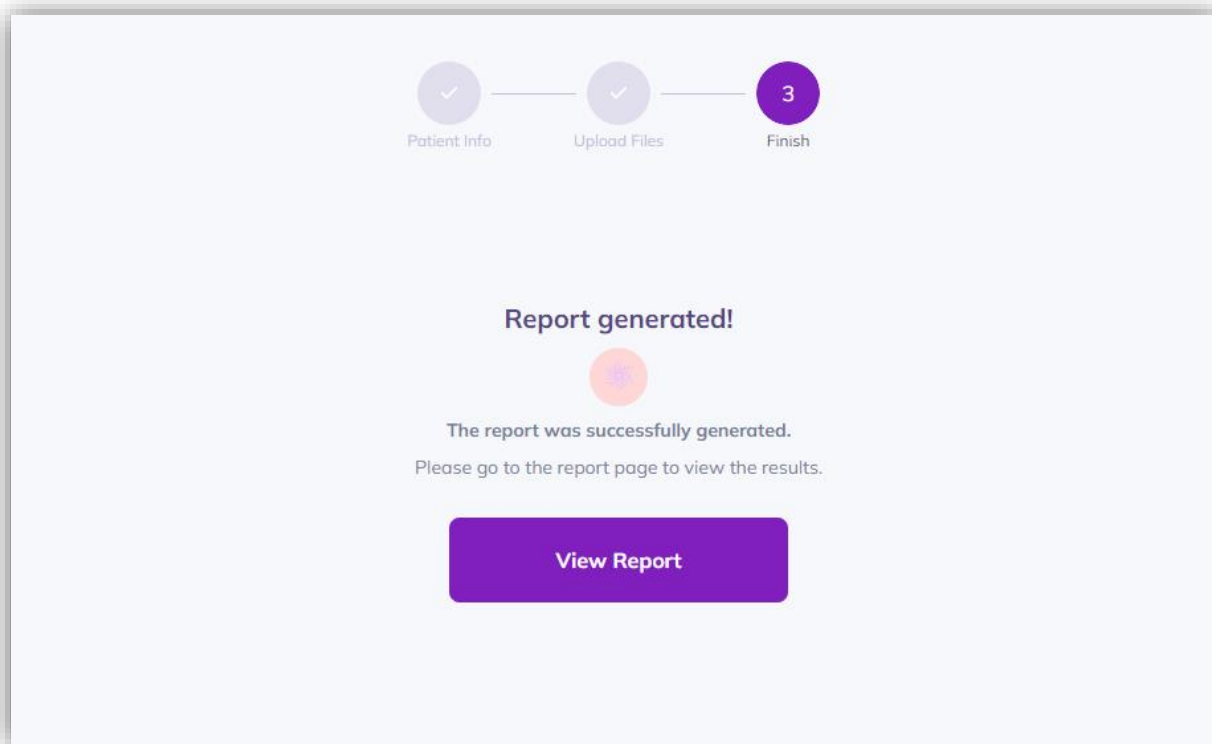 3
Patient Info
Upload Files
Finish
Report generated!
The report was successfully generated.
Please go to the report page to view the results.
View Report